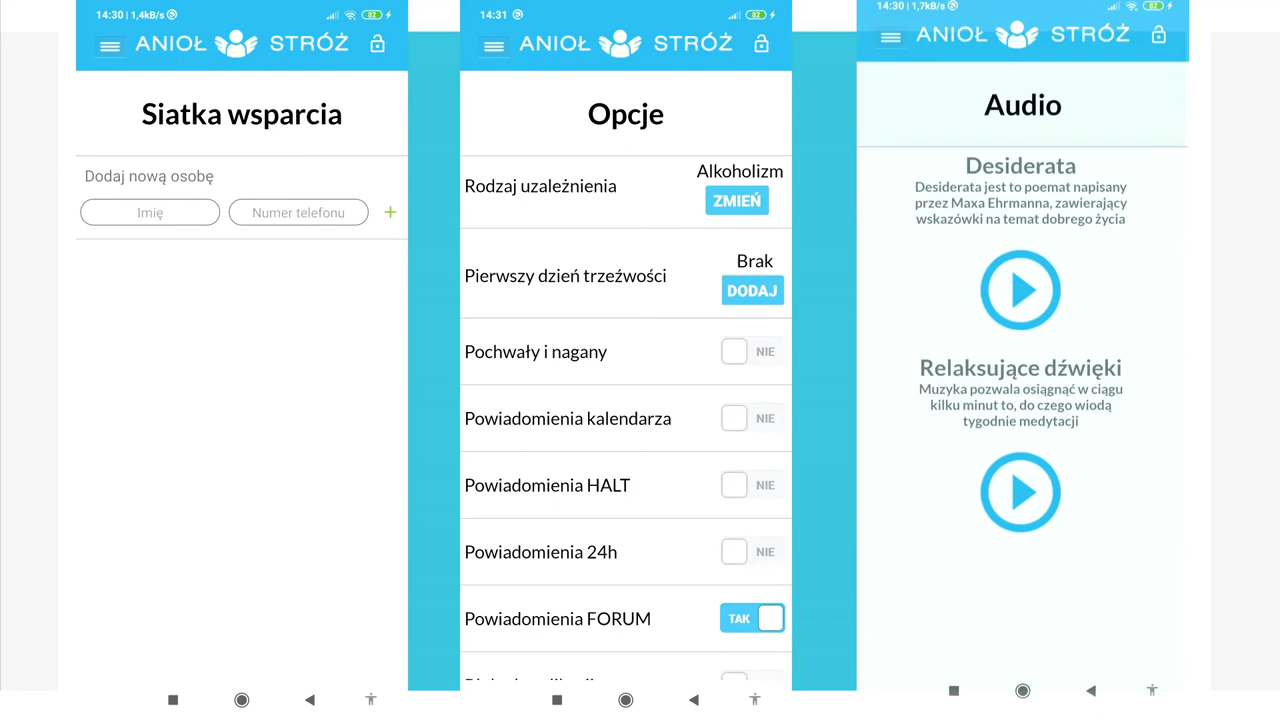 14:30 | 1,4kB/s
82
ANIOŁ STRÓŻ
Siatka wsparcia
Dodaj nową osobę
Imię
Numer telefonu
+
14:31
82
ANIOŁ STRÓŻ
Opcje
Rodzaj uzależnienia
Alkoholizm
ZMIEŃ
Pierwszy dzień trzeźwości
Brak
DODAJ
Pochwały i nagany
NIE
Powiadomienia kalendarza
NIE
Powiadomienia HALT
NIE
Powiadomienia 24h
NIE
Powiadomienia FORUM
TAK
14:30 | 1,7kB/s
82
ANIOŁ STRÓŻ
Audio
Desiderata
Desiderata jest to poemat napisany
przez Maxa Ehrmanna, zawierający
wskazówki na temat dobrego życia
Relaksujące dźwięki
Muzyka pozwala osiągnąć w ciągu
kilku minut to, do czego wiodą
tygodnie medytacji